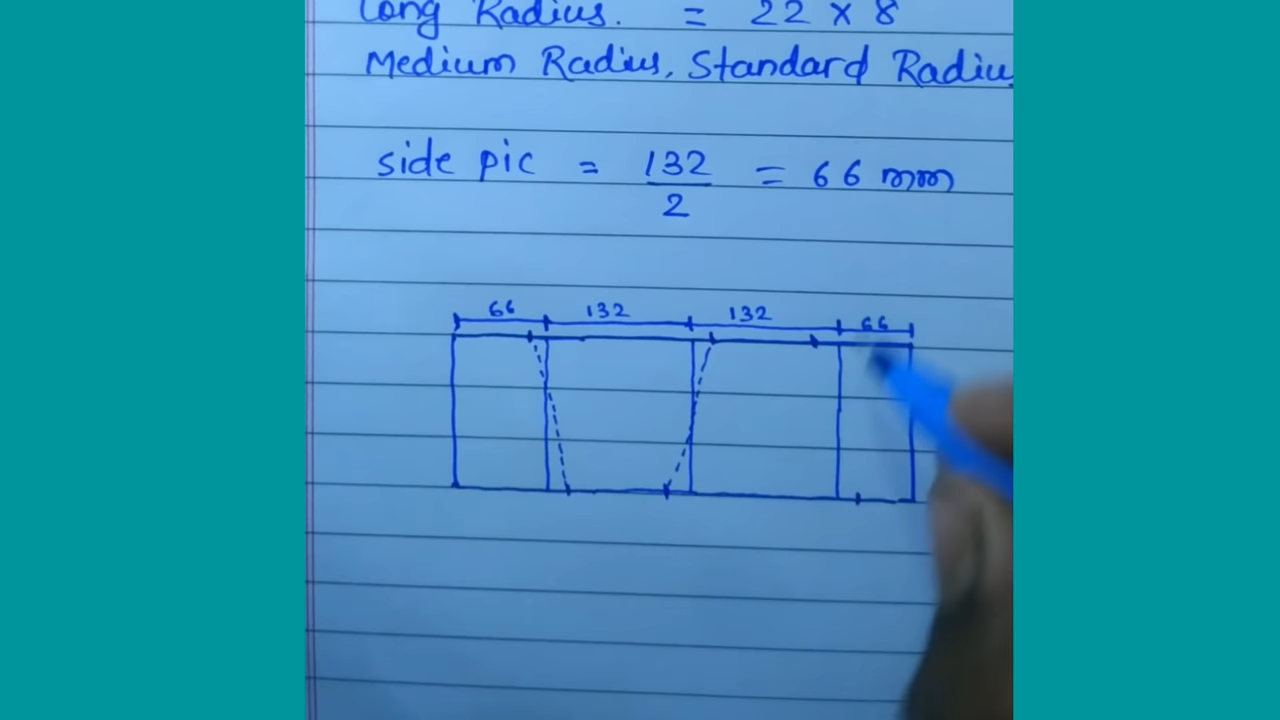 Long Radius. = 22 x 8
Medium Radius, Standard Radiu
side pic = 132 / 2 = 66 mm
66 132 132 66